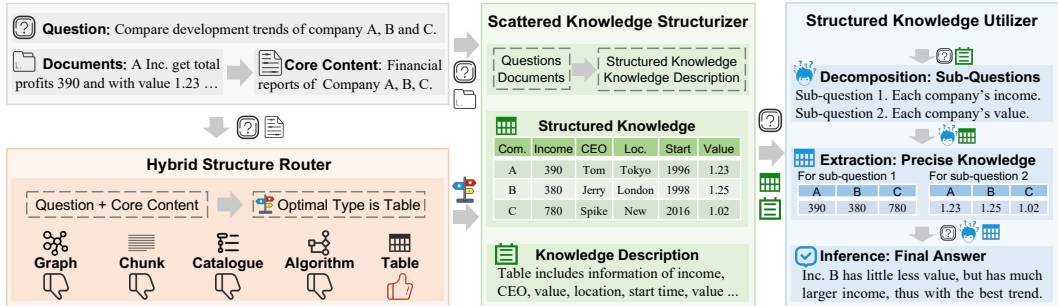 Question: Compare development trends of company A, B and C.
Documents: A Inc. get total
profits 390 and with value 1.23 …
Core Content: Financial
reports of Company A, B, C.
Hybrid Structure Router
Question + Core Content
Optimal Type is Table
Graph
Chunk
Catalogue
Algorithm
Table
Scattered Knowledge Structurizer
Questions
Documents
Structured Knowledge
Knowledge Description
Structured Knowledge
Com. Income CEO Loc. Start Value
A 390 Tom Tokyo 1996 1.23
B 380 Jerry London 1998 1.25
C 780 Spike New 2016 1.02
Knowledge Description
Table includes information of income,
CEO, value, location, start time, value ...
Structured Knowledge Utilizer
Decomposition: Sub-Questions
Sub-question 1. Each company's income.
Sub-question 2. Each company's value.
Extraction: Precise Knowledge
For sub-question 1
A B C
390 380 780
For sub-question 2
A B C
1.23 1.25 1.02
Inference: Final Answer
Inc. B has little less value, but has much
larger income, thus with the best trend.